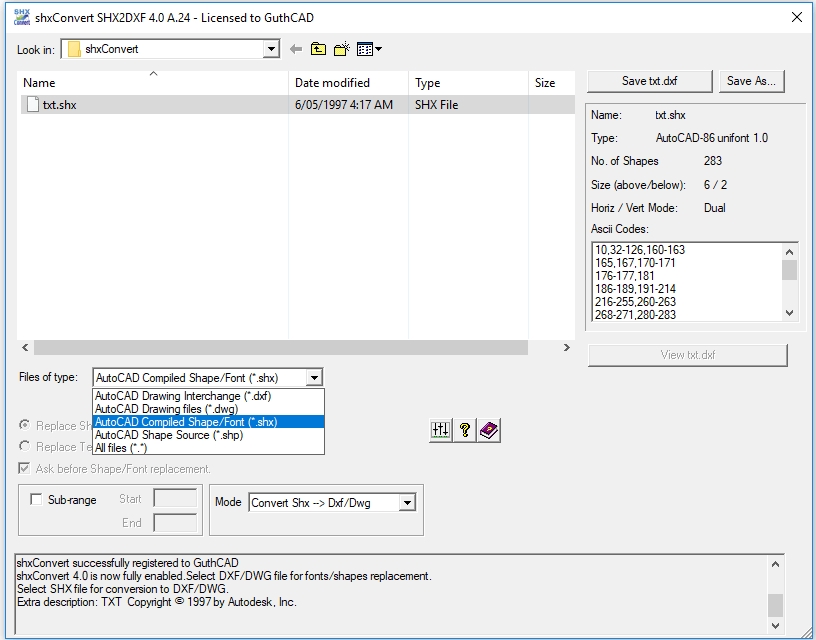 SHX
Convert
shxConvert SHX2DXF 4.0 A.24 - Licensed to GuthCAD
Look in: shxConvert
Name Date modified Type Size
txt.shx 6/05/1997 4:17 AM SHX File
Save txt.dxf Save As...
Name: txt.shx
Type: AutoCAD-86 unifont 1.0
No. of Shapes 283
Size (above/below): 6 / 2
Horiz / Vert Mode: Dual
Ascii Codes:
10,32-126,160-163
165,167,170-171
176-177,181
186-189,191-214
216-255,260-263
268-271,280-283
View txt.dxf
Files of type: AutoCAD Compiled Shape/Font (*.shx)
AutoCAD Drawing Interchange (*.dxf)
AutoCAD Drawing files (*.dwg)
AutoCAD Compiled Shape/Font (*.shx)
AutoCAD Shape Source (*.shp)
All files (*.*)
Replace Sh
Replace Te
Ask before Shape/Font replacement.
Sub-range Start
End
Mode Convert Shx --> Dxf/Dwg
shxConvert successfully registered to GuthCAD
shxConvert 4.0 is now fully enabled.Select DXF/DWG file for fonts/shapes replacement.
Select SHX file for conversion to DXF/DWG.
Extra description: TXT Copyright © 1997 by Autodesk, Inc.